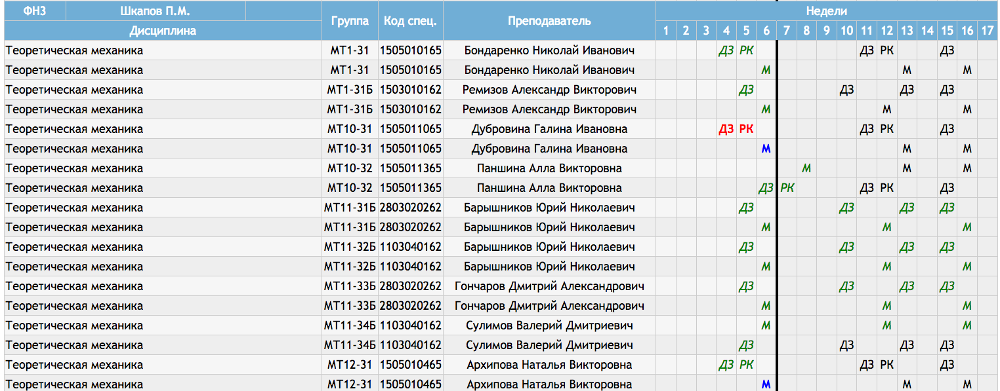 ФН3 Шкапов П.М. Группа Код спец. Преподаватель Недели
Дисциплина 1 2 3 4 5 6 7 8 9 10 11 12 13 14 15 16 17
Теоретическая механика МТ1-31 1505010165 Бондаренко Николай Иванович ДЗ РК ДЗ РК ДЗ
Теоретическая механика МТ1-31 1505010165 Бондаренко Николай Иванович М М М
Теоретическая механика МТ1-31Б 1503010162 Ремизов Александр Викторович ДЗ ДЗ ДЗ ДЗ
Теоретическая механика МТ1-31Б 1503010162 Ремизов Александр Викторович М М М
Теоретическая механика МТ10-31 1505011065 Дубровина Галина Ивановна ДЗ РК ДЗ РК ДЗ
Теоретическая механика МТ10-31 1505011065 Дубровина Галина Ивановна М М М
Теоретическая механика МТ10-32 1505011365 Паншина Алла Викторовна М М М
Теоретическая механика МТ10-32 1505011365 Паншина Алла Викторовна ДЗ РК ДЗ РК ДЗ
Теоретическая механика МТ11-31Б 2803020262 Барышников Юрий Николаевич ДЗ ДЗ ДЗ ДЗ
Теоретическая механика МТ11-31Б 2803020262 Барышников Юрий Николаевич М М М
Теоретическая механика МТ11-32Б 1103040162 Барышников Юрий Николаевич ДЗ ДЗ ДЗ ДЗ
Теоретическая механика МТ11-32Б 1103040162 Барышников Юрий Николаевич М М М
Теоретическая механика МТ11-33Б 2803020262 Гончаров Дмитрий Александрович ДЗ ДЗ ДЗ ДЗ
Теоретическая механика МТ11-33Б 2803020262 Гончаров Дмитрий Александрович М М М
Теоретическая механика МТ11-34Б 1103040162 Сулимов Валерий Дмитриевич М М М
Теоретическая механика МТ11-34Б 1103040162 Сулимов Валерий Дмитриевич ДЗ ДЗ ДЗ ДЗ
Теоретическая механика МТ12-31 1505010465 Архипова Наталья Викторовна ДЗ РК ДЗ РК ДЗ
Теоретическая механика МТ12-31 1505010465 Архипова Наталья Викторовна М М М